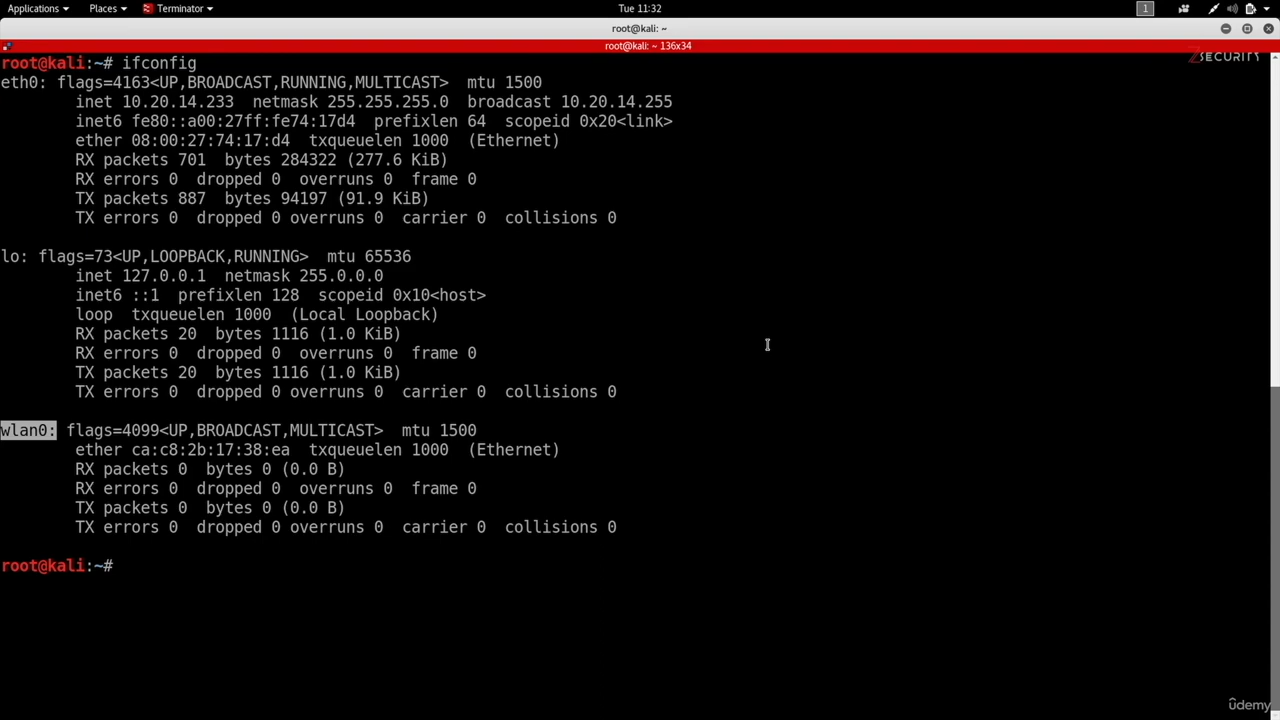 Applications Places Terminator Tue 11:32 1
root@kali: ~
root@kali: ~ 136x34
ZSECURITY
root@kali:~# ifconfig
eth0: flags=4163<UP,BROADCAST,RUNNING,MULTICAST>  mtu 1500
        inet 10.20.14.233  netmask 255.255.255.0  broadcast 10.20.14.255
        inet6 fe80::a00:27ff:fe74:17d4  prefixlen 64  scopeid 0x20<link>
        ether 08:00:27:74:17:d4  txqueuelen 1000  (Ethernet)
        RX packets 701  bytes 284322 (277.6 KiB)
        RX errors 0  dropped 0  overruns 0  frame 0
        TX packets 887  bytes 94197 (91.9 KiB)
        TX errors 0  dropped 0 overruns 0  carrier 0  collisions 0
lo: flags=73<UP,LOOPBACK,RUNNING>  mtu 65536
        inet 127.0.0.1  netmask 255.0.0.0
        inet6 ::1  prefixlen 128  scopeid 0x10<host>
        loop  txqueuelen 1000  (Local Loopback)
        RX packets 20  bytes 1116 (1.0 KiB)
        RX errors 0  dropped 0  overruns 0  frame 0
        TX packets 20  bytes 1116 (1.0 KiB)
        TX errors 0  dropped 0 overruns 0  carrier 0  collisions 0
wlan0: flags=4099<UP,BROADCAST,MULTICAST>  mtu 1500
        ether ca:c8:2b:17:38:ea  txqueuelen 1000  (Ethernet)
        RX packets 0  bytes 0 (0.0 B)
        RX errors 0  dropped 0  overruns 0  frame 0
        TX packets 0  bytes 0 (0.0 B)
        TX errors 0  dropped 0 overruns 0  carrier 0  collisions 0
root@kali:~#
ûdemy